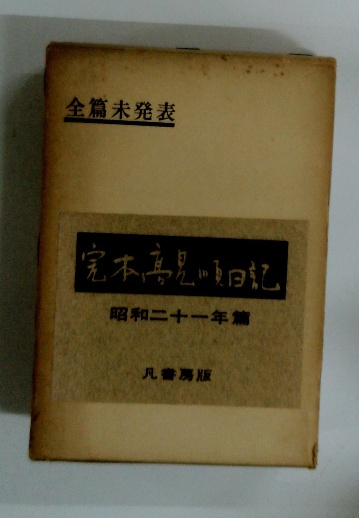 全篇未発表
完本高見順日記
昭和二十一年篇
凡書房版